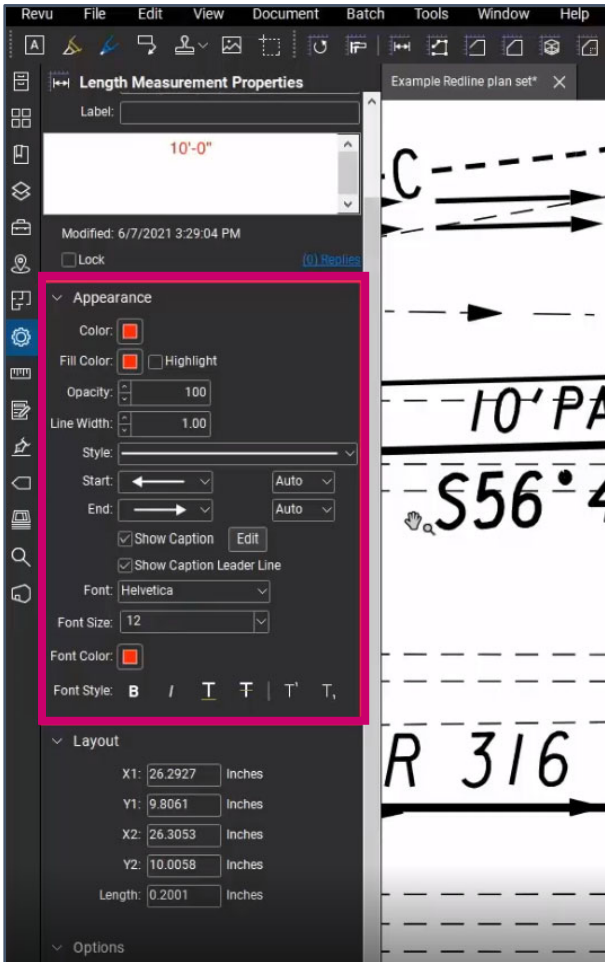 Revu File Edit View Document Batch Tools Window Help
Length Measurement Properties
Example Redline plan set*
Label:
10'-0"
Modified: 6/7/2021 3:29:04 PM
Lock
(0) Replies
Appearance
Color:
Fill Color: Highlight
Opacity: 100
Line Width: 1.00
Style:
Start: Auto
End: Auto
Show Caption Edit
Show Caption Leader Line
Font: Helvetica
Font Size: 12
Font Color:
Font Style: B I T T T' T,
Layout
X1: 26.2927 Inches
Y1: 9.8061 Inches
X2: 26.3053 Inches
Y2: 10.0058 Inches
Length: 0.2001 Inches
Options
C
10' PA
S56°4
R 316